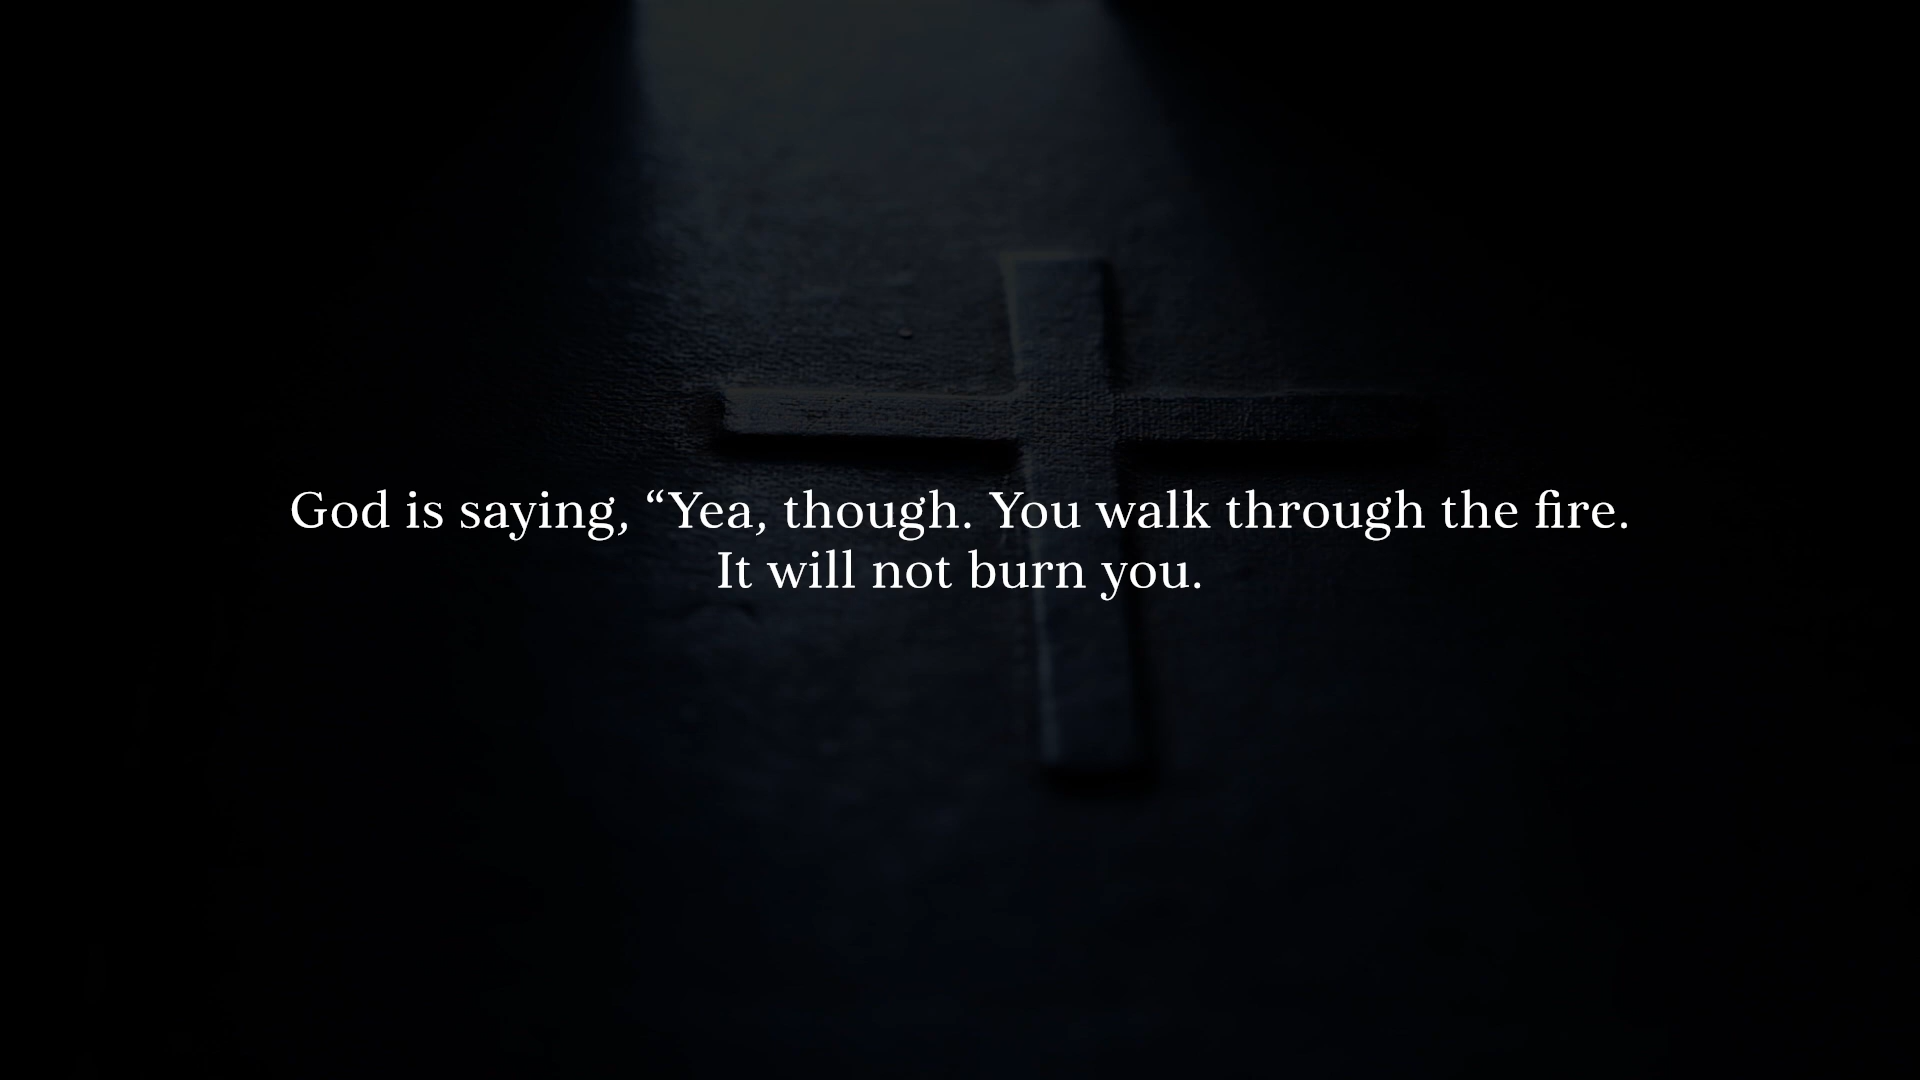 God is saying, “Yea, though. You walk through the fire.
It will not burn you.